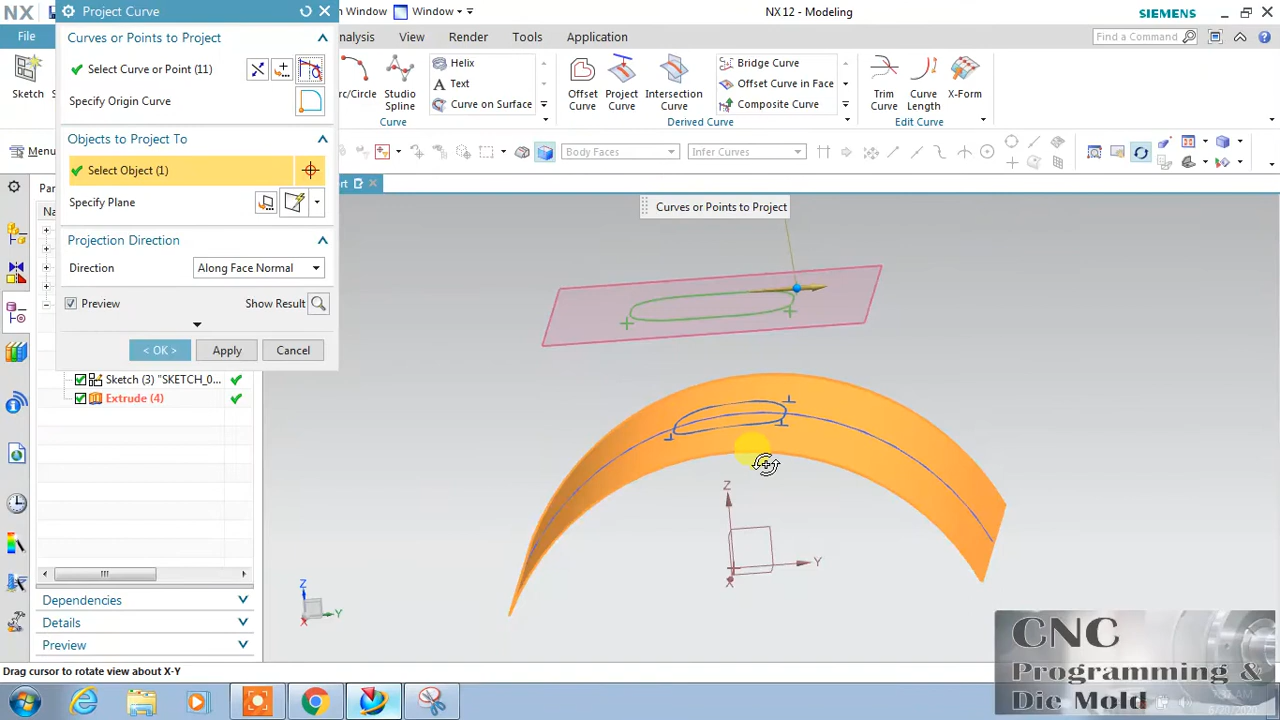 NX
Project Curve
in Window
Window
NX12 - Modeling
SIEMENS
File
nalysis
View
Render
Tools
Application
Find a Command
Curves or Points to Project
Select Curve or Point (11)
Specify Origin Curve
Objects to Project To
Select Object (1)
Specify Plane
Projection Direction
Direction
Along Face Normal
Preview
Show Result
< OK >
Apply
Cancel
Sketch
Arc/Circle
Studio
Spline
Helix
Text
Curve on Surface
Curve
Offset
Curve
Project
Curve
Intersection
Curve
Bridge Curve
Offset Curve in Face
Composite Curve
Derived Curve
Trim
Curve
Curve
Length
X-Form
Edit Curve
Menu
Body Faces
Infer Curves
Par
Na
Curves or Points to Project
Sketch (3) "SKETCH_0...
Extrude (4)
Dependencies
Details
Preview
Z
Y
X
Z
Y
X
Drag cursor to rotate view about X-Y
CNC
Programming &
Die Mold